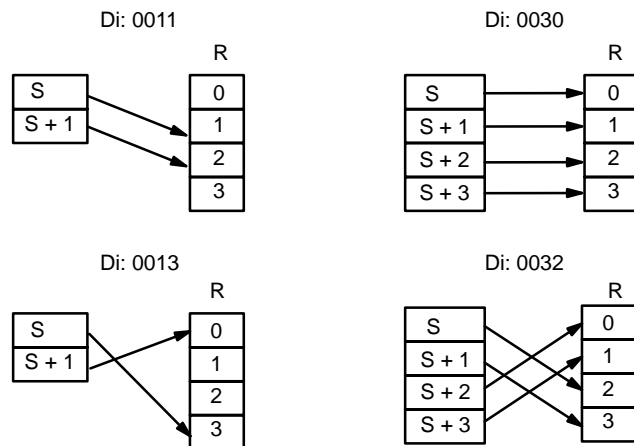 Di: 0011
R
S
S + 1
0
1
2
3
Di: 0030
R
S
S + 1
S + 2
S + 3
0
1
2
3
Di: 0013
R
S
S + 1
0
1
2
3
Di: 0032
R
S
S + 1
S + 2
S + 3
0
1
2
3